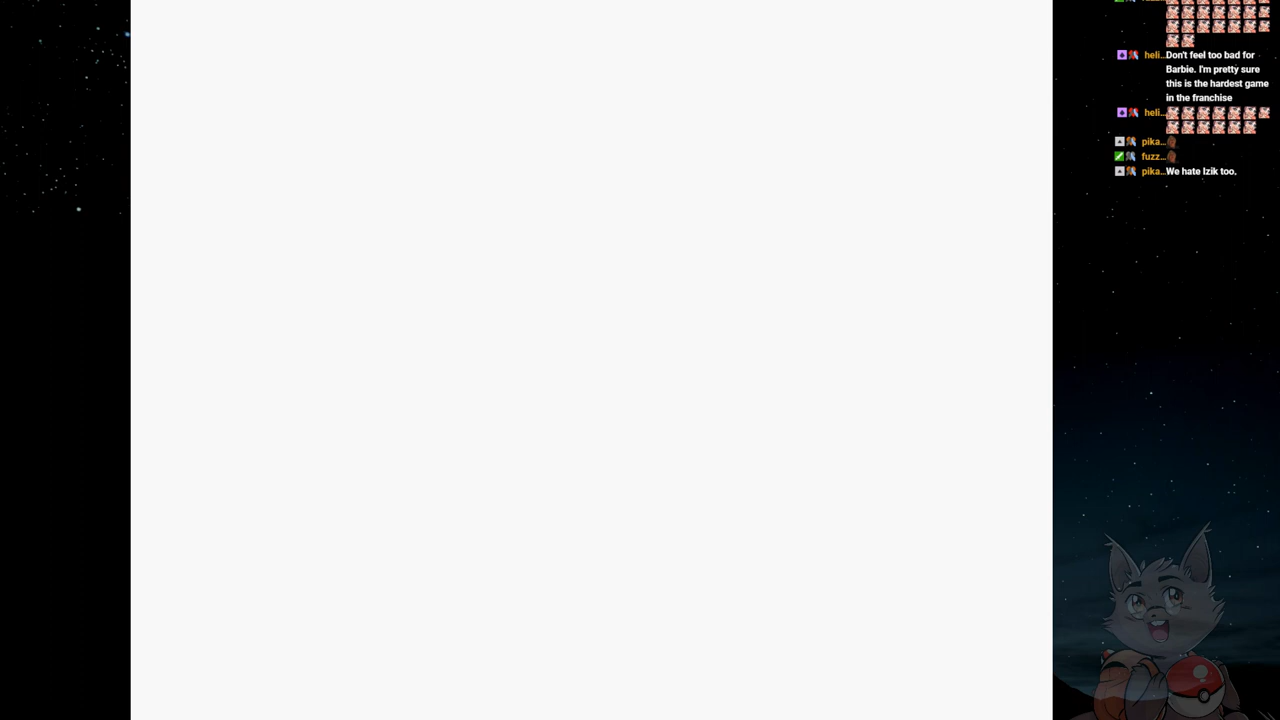 heli... Don't feel too bad for
Barbie. I'm pretty sure
this is the hardest game
in the franchise
heli...
pika...
fuzz...
pika... We hate Izik too.